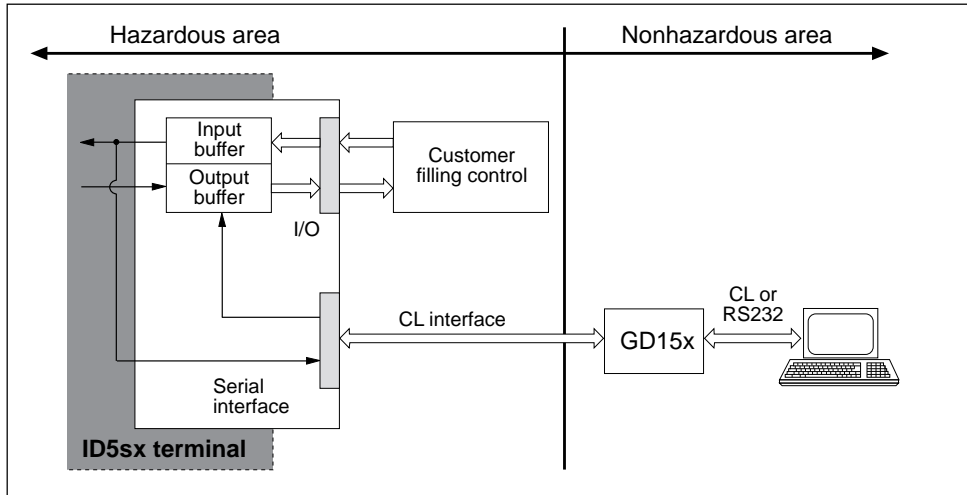 Hazardous area
Nonhazardous area
Input
buffer
Output
buffer
I/O
Customer
filling control
CL interface
GD15x
CL or
RS232
Serial
interface
ID5sx terminal